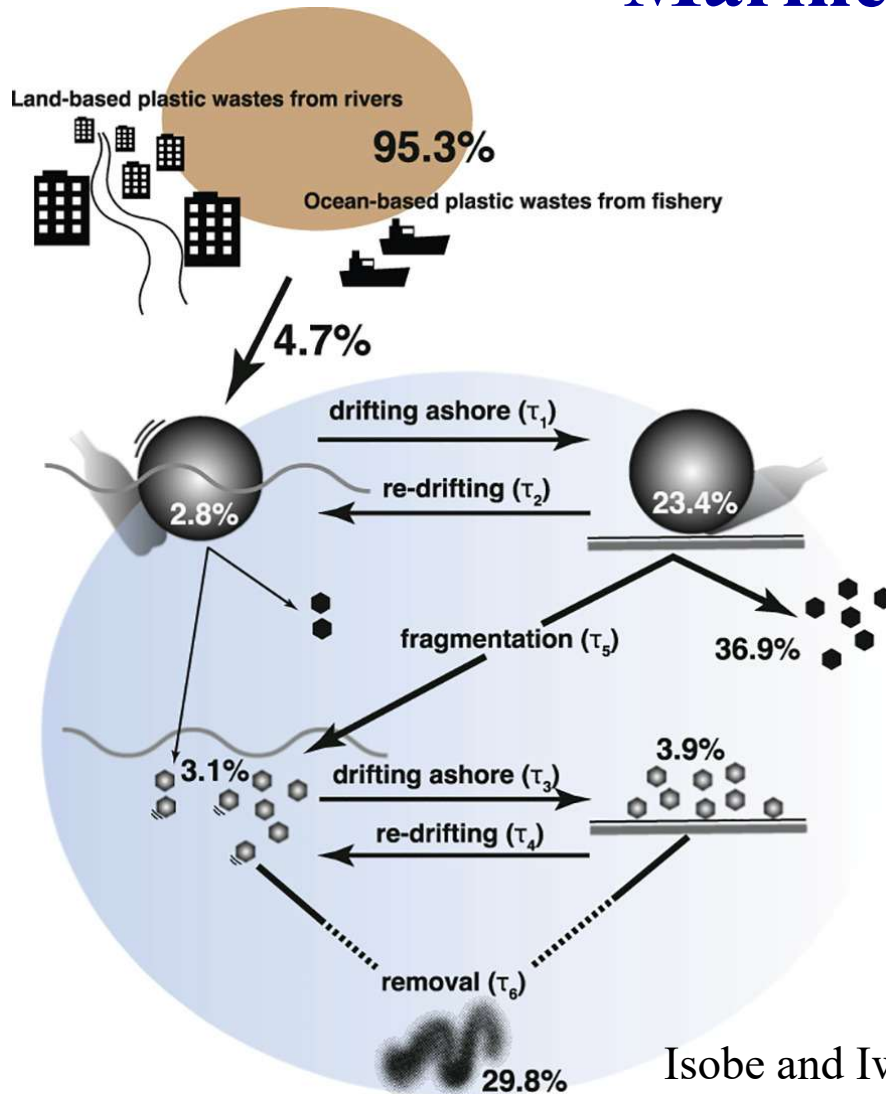 Land-based plastic wastes from rivers
95.3%
Ocean-based plastic wastes from fishery
4.7%
drifting ashore (τ₁)
re-drifting (τ₂)
2.8%
23.4%
fragmentation (τ₅)
36.9%
3.1%
3.9%
drifting ashore (τ₃)
re-drifting (τ₄)
removal (τ₆)
29.8%
Isobe and